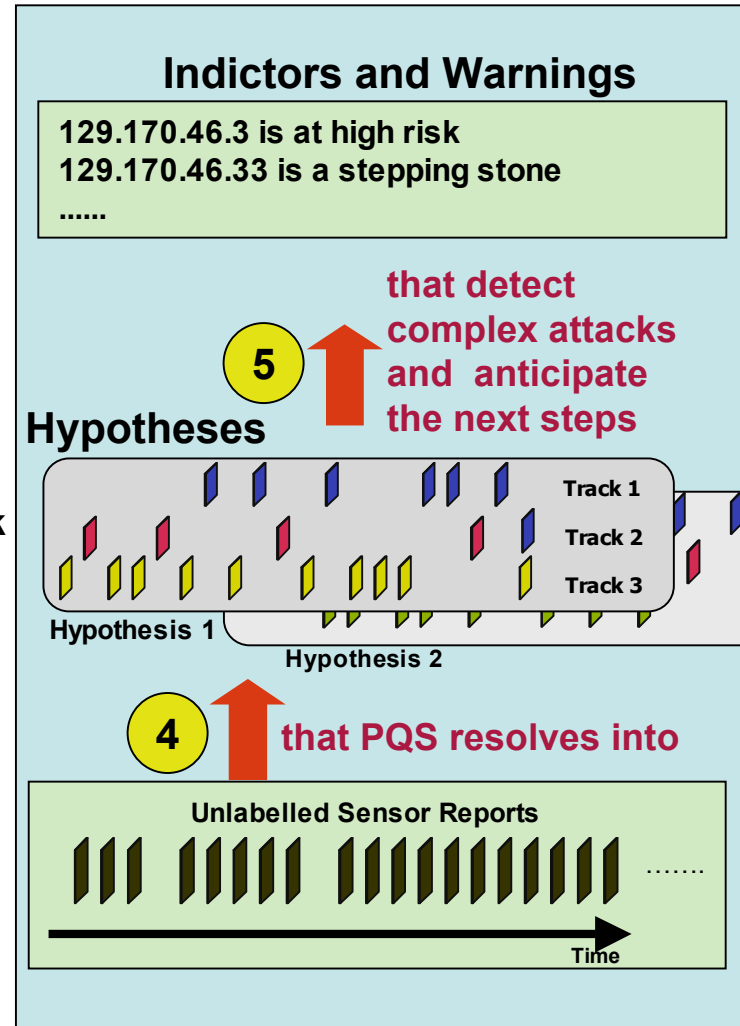 Indictors and Warnings
129.170.46.3 is at high risk
129.170.46.33 is a stepping stone
......
that detect
complex attacks
and anticipate
the next steps
5
Hypotheses
Track 1
k
Track 2
Track 3
Hypothesis 1
Hypothesis 2
4
that PQS resolves into
Unlabelled Sensor Reports
.......
Time